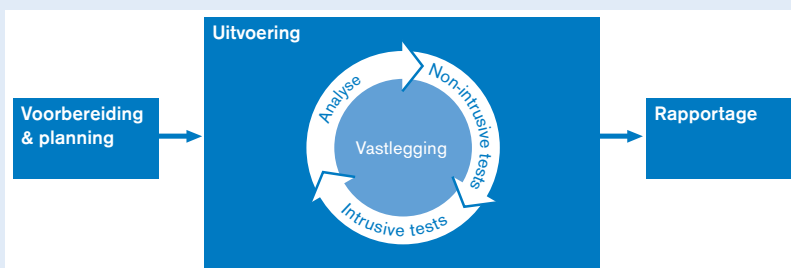 Uitvoering
Voorbereiding
& planning
Analyse
Non-intrusive tests
Vastlegging
Intrusive tests
Rapportage